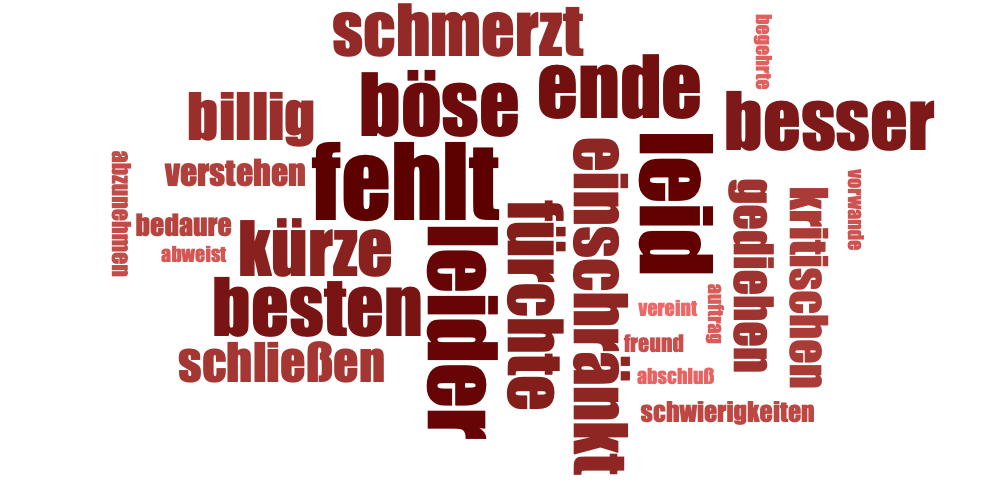 schmerzt
begehrte
ende
böse
billig
besser
leid
einschränkt
fehlt
verstehen
abzunehmen
vorwande
gediehen
kritischen
fürchte
bedaure
kürze
abweist
leider
besten
auftrag
vereint
freund
schließen
abschluß
schwierigkeiten